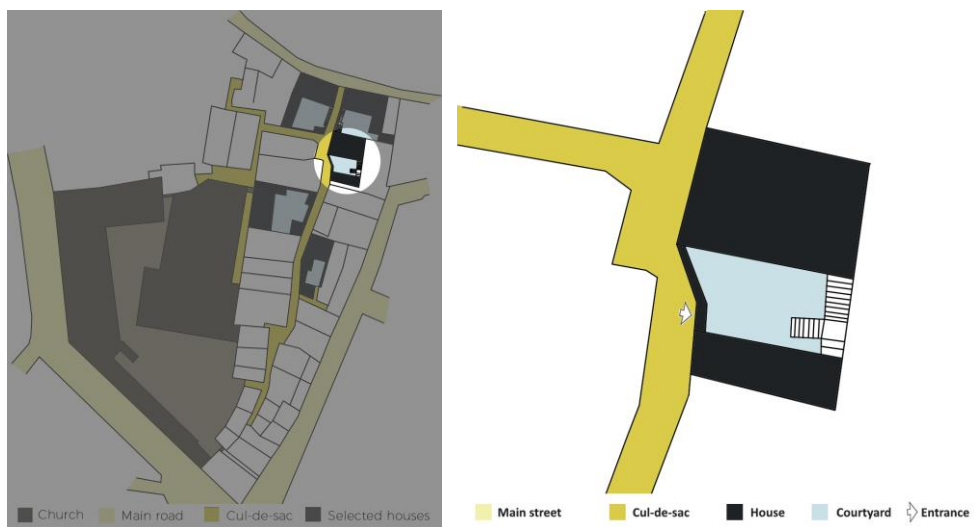 Church Main road Cul-de-sac Selected houses
Main street Cul-de-sac House Courtyard Entrance